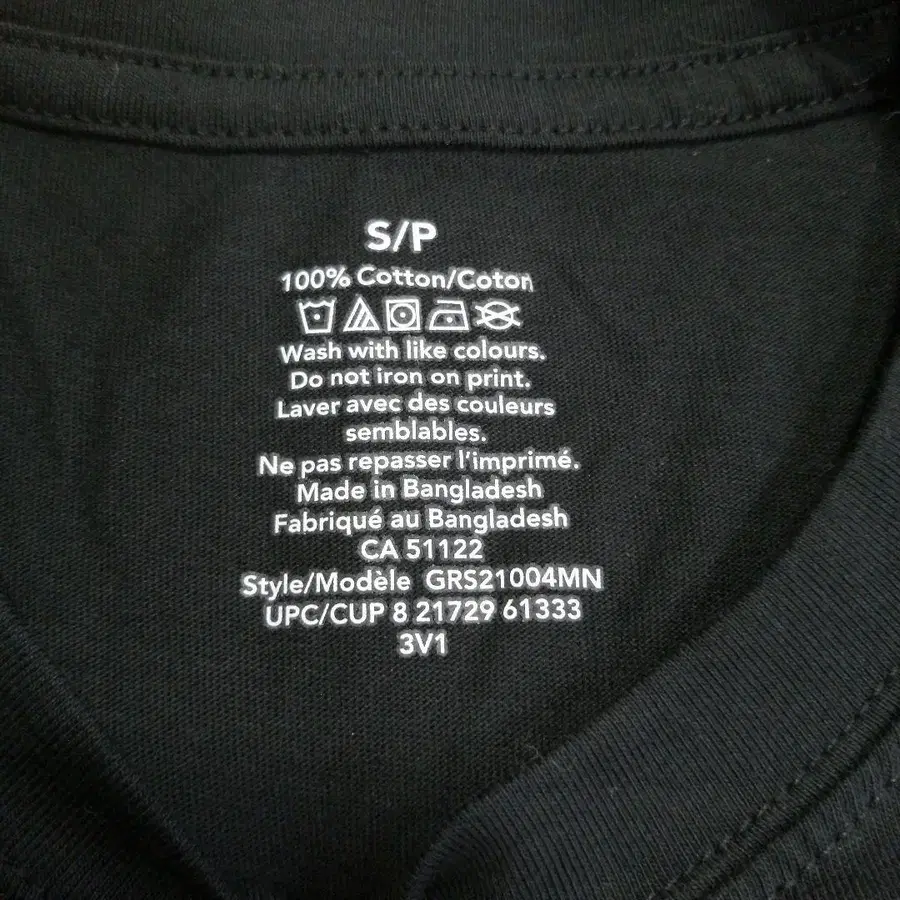 S/P
100% Cotton/Coton
Wash with like colours.
Do not iron on print.
Laver avec des couleurs
semblables.
Ne pas repasser l'imprimé.
Made in Bangladesh
Fabriqué au Bangladesh
CA 51122
Style/Modèle GRS21004MN
UPC/CUP 8 21729 61333
3V1